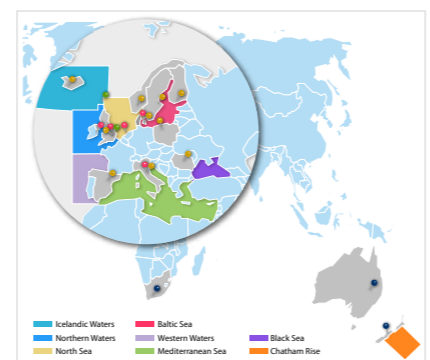 Icelandic Waters Baltic Sea
Northern Waters Western Waters Black Sea
North Sea Mediterranean Sea Chatham Rise